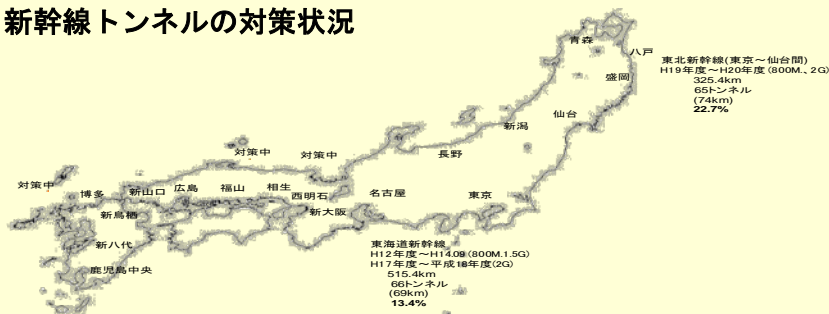 新幹線トンネルの対策状況
青森
八戸
東北新幹線(東京～仙台間)
H19年度～H20年度(800M.、2G)
325.4km
65トンネル
(74km)
22.7%
盛岡
仙台
新潟
対策中
対策中
長野
対策中
博多
新山口
広島
福山
相生
西明石
名古屋
東京
新鳥栖
新大阪
新八代
鹿児島中央
東海道新幹線
H12年度～H14.09(800M.1.5G)
H17年度～平成18年度(2G)
515.4km
66トンネル
(69km)
13.4%